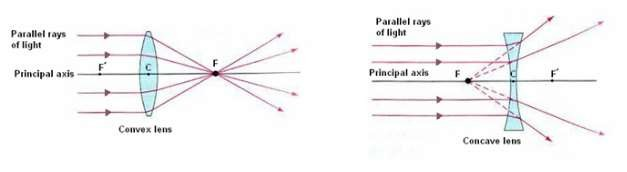 Parallel rays
of light
F'
C
F
Principal axis
Convex lens
Parallel rays
of light
Principal axis
F
C
F'
Concave lens